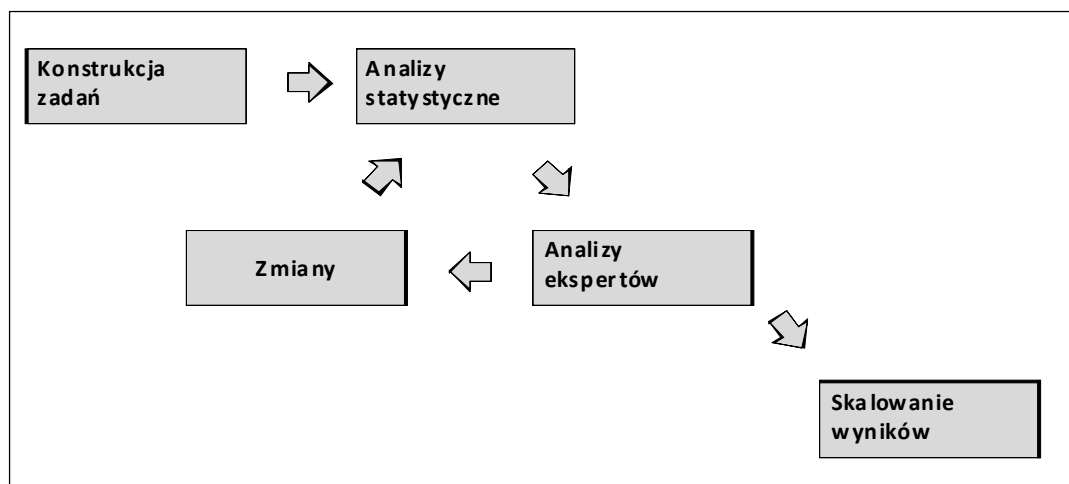 Konstrukcja
zadań
Analizy
statystyczne
Zmiany
Analizy
ekspertów
Skalowanie
wyników